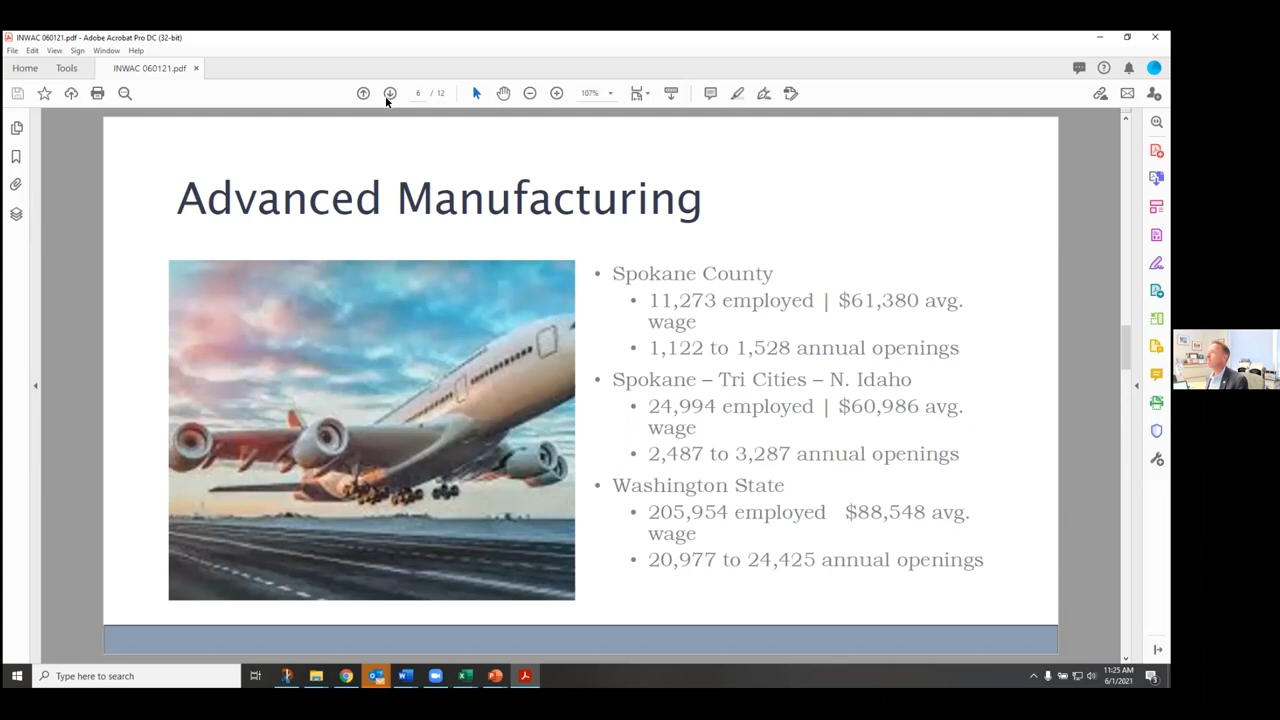 INWAC 060121.pdf - Adobe Acrobat Pro DC (32-bit)
File Edit View Sign Window Help
Home Tools INWAC 060121.pdf ×
6 / 12 107%
Advanced Manufacturing
• Spokane County
• 11,273 employed | $61,380 avg.
wage
• 1,122 to 1,528 annual openings
• Spokane – Tri Cities – N. Idaho
• 24,994 employed | $60,986 avg.
wage
• 2,487 to 3,287 annual openings
• Washington State
• 205,954 employed $88,548 avg.
wage
• 20,977 to 24,425 annual openings
Type here to search
11:25 AM
6/1/2021